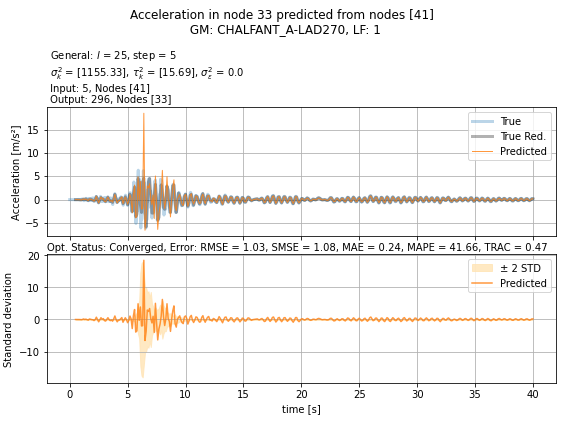 Acceleration in node 33 predicted from nodes [41]
GM: CHALFANT_A-LAD270, LF: 1
General: l = 25, step = 5
σ²ₖ = [1155.33], τ²ₖ = [15.69], σ²_ε = 0.0
Input: 5, Nodes [41]
Output: 296, Nodes [33]
Acceleration [m/s²]
15
10
5
0
−5
True
True Red.
Predicted
Opt. Status: Converged, Error: RMSE = 1.03, SMSE = 1.08, MAE = 0.24, MAPE = 41.66, TRAC = 0.47
Standard deviation
20
10
0
−10
± 2 STD
Predicted
0 5 10 15 20 25 30 35 40
time [s]